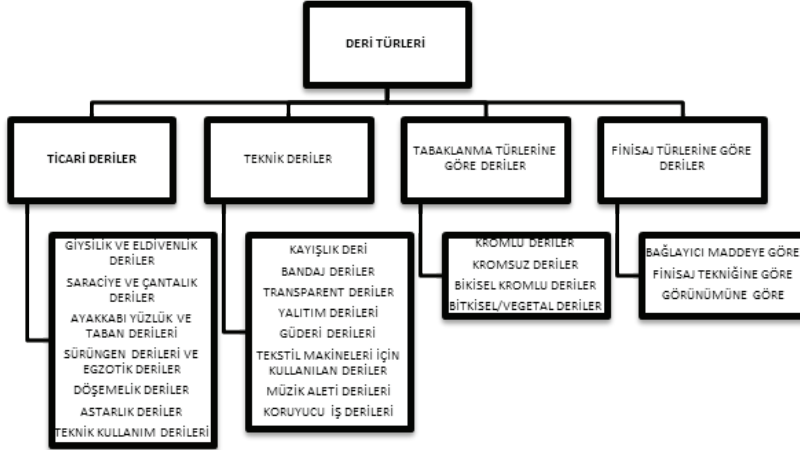 DERİ TÜRLERİ
TİCARİ DERİLER
TEKNİK DERİLER
TABAKLANMA TÜRLERİNE
GÖRE DERİLER
FİNİSAJ TÜRLERİNE GÖRE
DERİLER
GİYSİLİK VE ELDİVENLİK
DERİLER
SARACİYE VE ÇANTALIK
DERİLER
AYAKKABI YÜZLÜK VE
TABAN DERİLERİ
SÜRÜNGEN DERİLERİ VE
EGZOTİK DERİLER
DÖŞEMELİK DERİLER
ASTARLIK DERİLER
TEKNİK KULLANIM DERİLERİ
KAYIŞLIK DERİ
BANDAJ DERİLER
TRANSPARENT DERİLER
YALITIM DERİLERİ
GÜDERİ DERİLERİ
TEKSTİL MAKİNELERİ İÇİN
KULLANILAN DERİLER
MÜZİK ALETİ DERİLERİ
KORUYUCU İŞ DERİLERİ
KROMLU DERİLER
KROMSUZ DERİLER
BİKİSEL KROMLU DERİLER
BİTKİSEL/VEGETAL DERİLER
BAĞLAYICI MADDEYE GÖRE
FİNİSAJ TEKNİĞİNE GÖRE
GÖRÜNÜMÜNE GÖRE